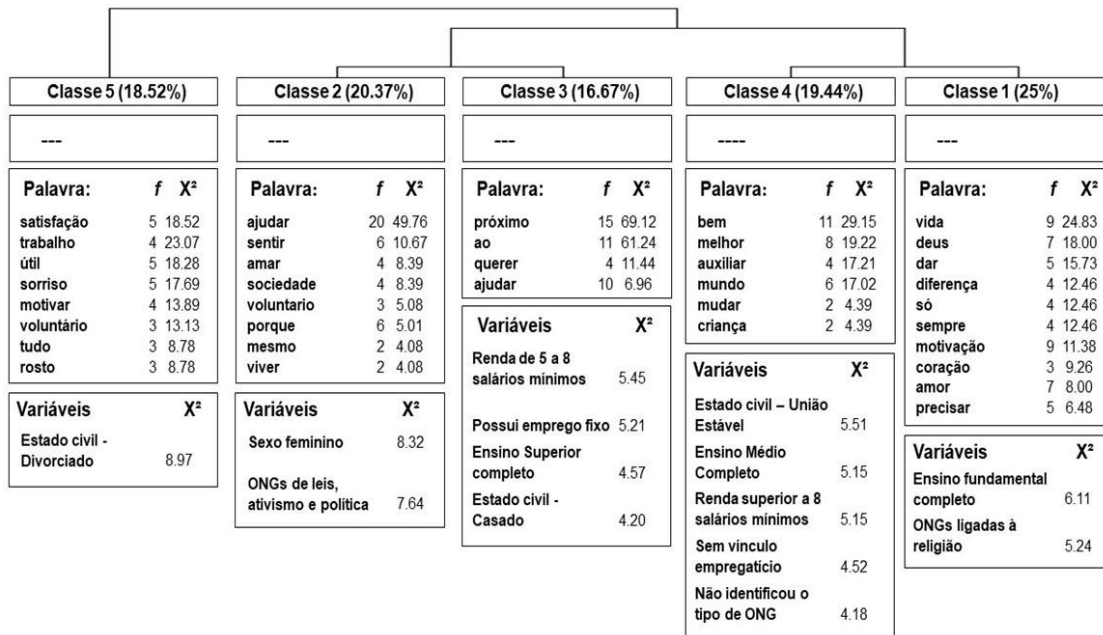 Classe 5 (18.52%)
---
Palavra: f X²
satisfação 5 18.52
trabalho 4 23.07
útil 5 18.28
sorriso 5 17.69
motivar 4 13.89
voluntário 3 13.13
tudo 3 8.78
rosto 3 8.78
Variáveis X²
Estado civil -
Divorciado 8.97
Classe 2 (20.37%)
---
Palavra: f X²
ajudar 20 49.76
sentir 6 10.67
amar 4 8.39
sociedade 4 8.39
voluntario 3 5.08
porque 6 5.01
mesmo 2 4.08
viver 2 4.08
Variáveis X²
Sexo feminino 8.32
ONGs de leis,
ativismo e política 7.64
Classe 3 (16.67%)
---
Palavra: f X²
próximo 15 69.12
ao 11 61.24
querer 4 11.44
ajudar 10 6.96
Variáveis X²
Renda de 5 a 8
salários mínimos 5.45
Possui emprego fixo 5.21
Ensino Superior
completo 4.57
Estado civil -
Casado 4.20
Classe 4 (19.44%)
----
Palavra: f X²
bem 11 29.15
melhor 8 19.22
auxiliar 4 17.21
mundo 6 17.02
mudar 2 4.39
criança 2 4.39
Variáveis X²
Estado civil – União
Estável 5.51
Ensino Médio
Completo 5.15
Renda superior a 8
salários mínimos 5.15
Sem vínculo
empregatício 4.52
Não identificou o
tipo de ONG 4.18
Classe 1 (25%)
---
Palavra: f X²
vida 9 24.83
deus 7 18.00
dar 5 15.73
diferença 4 12.46
só 4 12.46
sempre 4 12.46
motivação 9 11.38
coração 3 9.26
amor 7 8.00
precisar 5 6.48
Variáveis X²
Ensino fundamental
completo 6.11
ONGs ligadas à
religião 5.24